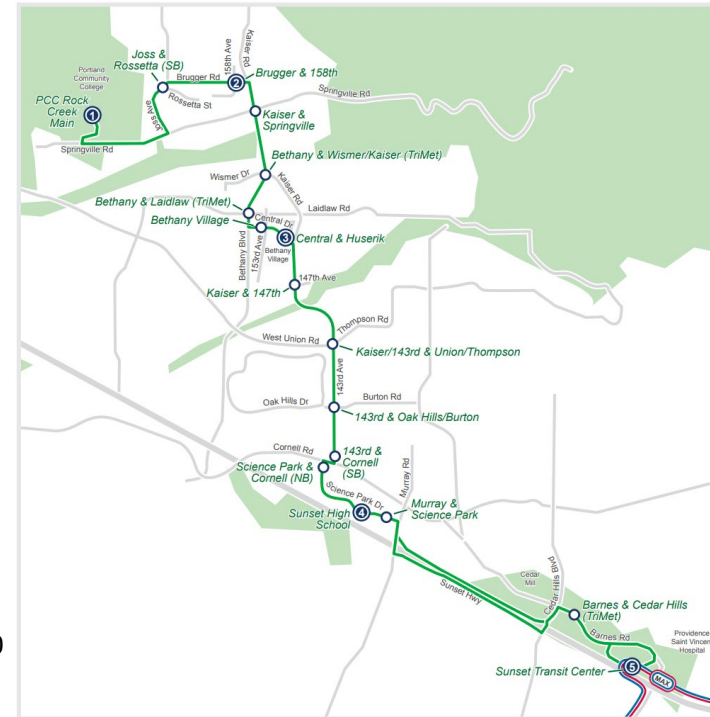 Joss &
Rossetta (SB)
Portland
Community
College
PCC Rock
Creek
Main
1
Springville Rd
Joss Ave
Brugger Rd
Rossetta St
158th Ave
Kaiser Rd
2
Brugger & 158th
Springville Rd
Kaiser &
Springville
Bethany & Wismer/Kaiser (TriMet)
Wismer Dr
Kaiser Rd
Bethany & Laidlaw (TriMet)
Laidlaw Rd
Bethany Village
Central Dr
3
Central & Huserik
Bethany
Village
Bethany Blvd
153rd Ave
147th Ave
Kaiser & 147th
Thompson Rd
West Union Rd
Kaiser/143rd & Union/Thompson
143rd Ave
Oak Hills Dr
Burton Rd
143rd & Oak Hills/Burton
Cornell Rd
143rd &
Cornell
(SB)
Science Park &
Cornell (NB)
Murray Rd
Science Park Dr
Sunset High
School
4
Murray &
Science Park
Sunset Hwy
Cedar
Mill
Cedar Hills Blvd
Barnes & Cedar Hills
(TriMet)
Barnes Rd
Providence
Saint Vincent
Hospital
Sunset Transit Center
5
MAX